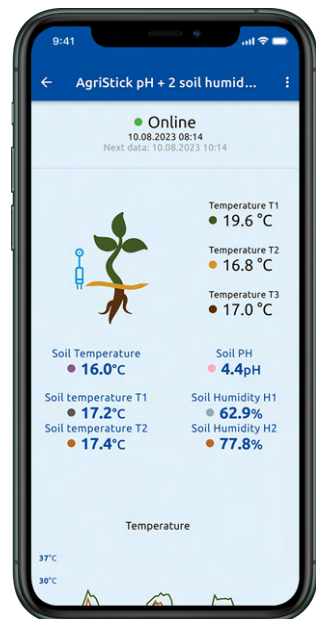 9:41
AgriStick pH + 2 soil humid...
Online
10.08.2023 08:14
Next data: 10.08.2023 10:14
Temperature T1
19.6 °C
Temperature T2
16.8 °C
Temperature T3
17.0 °C
Soil Temperature
16.0°C
Soil PH
4.4pH
Soil temperature T1
17.2°C
Soil Humidity H1
62.9%
Soil temperature T2
17.4°C
Soil Humidity H2
77.8%
Temperature
37°C
30°C